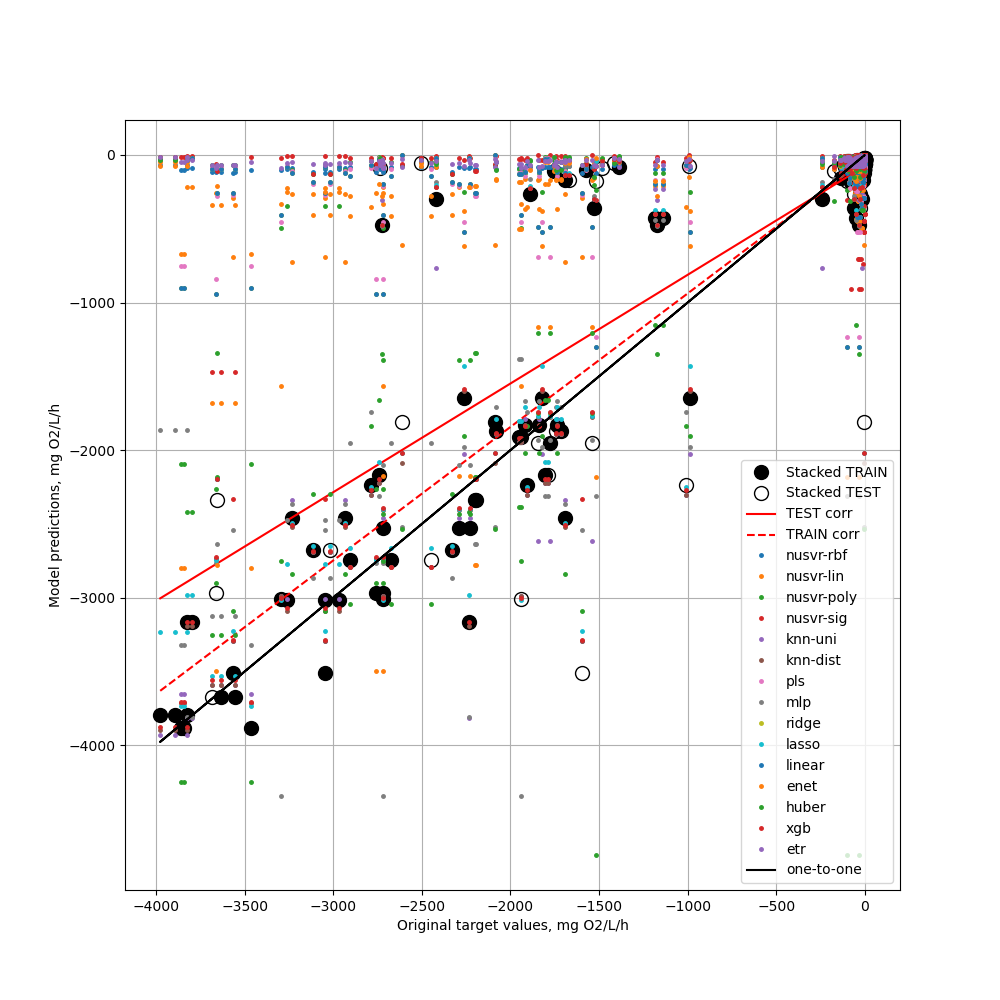 0
−1000
−2000
−3000
−4000
Model predictions, mg O2/L/h
−4000 −3500 −3000 −2500 −2000 −1500 −1000 −500 0
Original target values, mg O2/L/h
Stacked TRAIN
Stacked TEST
TEST corr
TRAIN corr
nusvr-rbf
nusvr-lin
nusvr-poly
nusvr-sig
knn-uni
knn-dist
pls
mlp
ridge
lasso
linear
enet
huber
xgb
etr
one-to-one